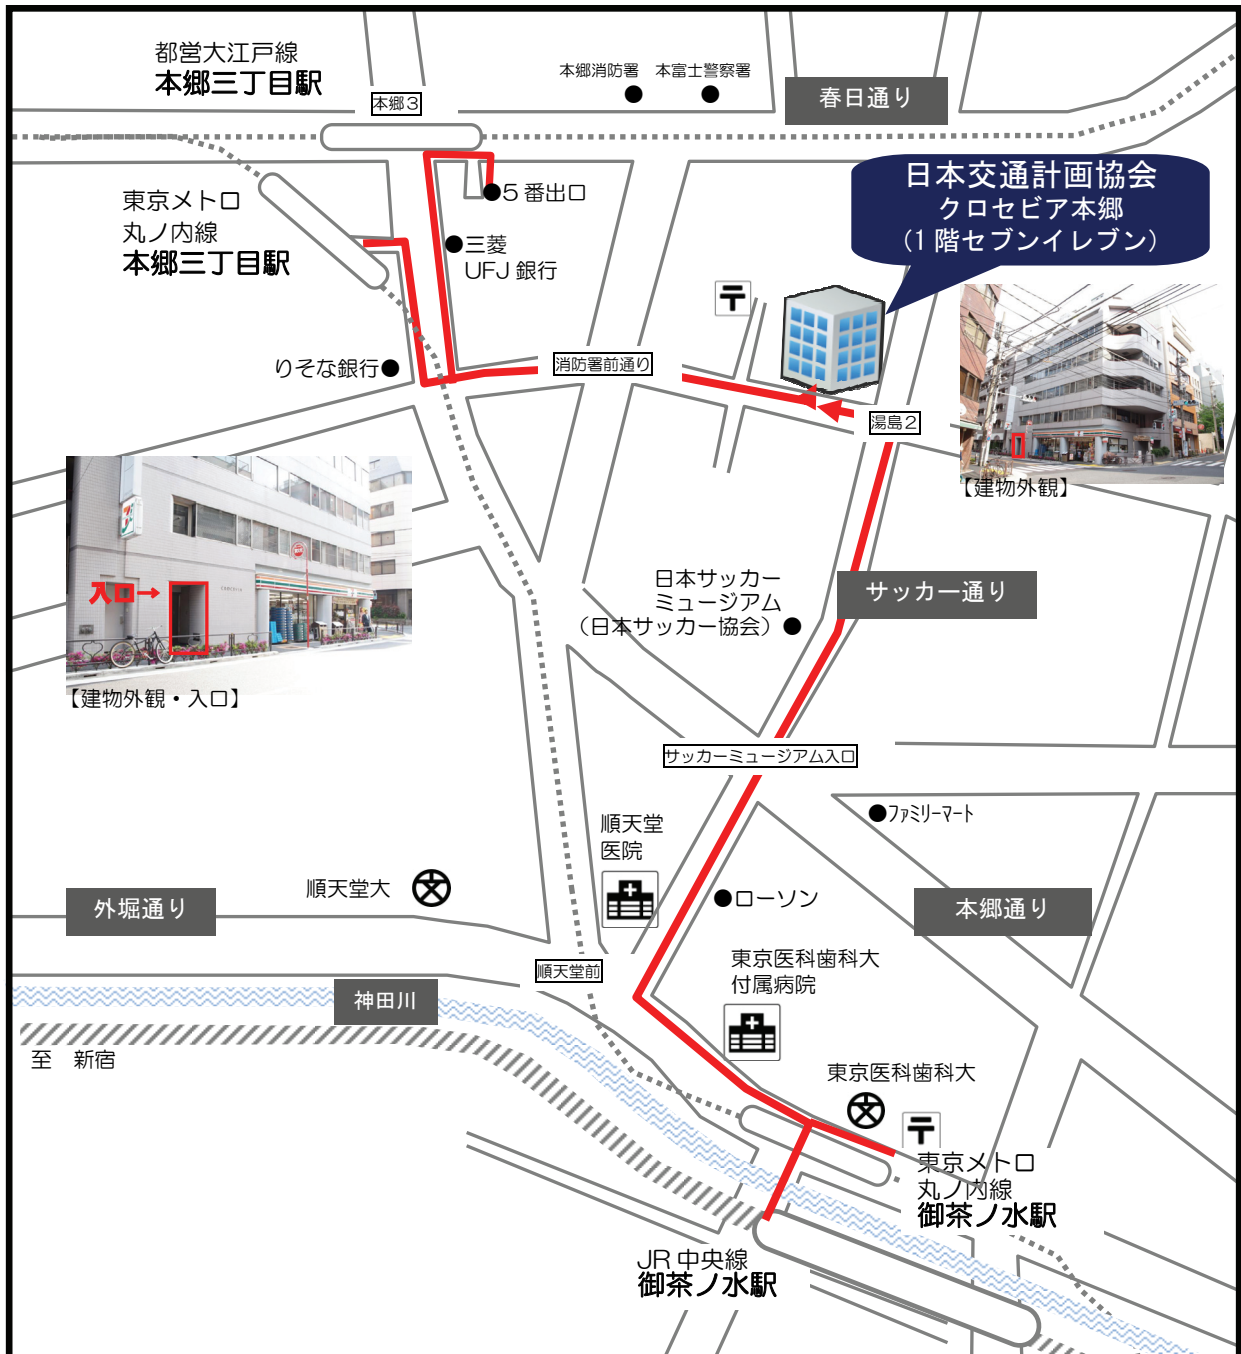 都営大江戸線
本郷三丁目駅
本郷3
本郷消防署
本富士警察署
春日通り
日本交通計画協会
クロセビア本郷
(1階セブンイレブン)
東京メトロ
丸ノ内線
本郷三丁目駅
5番出口
三菱
UFJ銀行
〒
りそな銀行
消防署前通り
湯島2
【建物外観】
入口→
【建物外観・入口】
日本サッカー
ミュージアム
(日本サッカー協会)
サッカー通り
サッカーミュージアム入口
ファミリーマート
順天堂
医院
順天堂大
文
外堀通り
ローソン
本郷通り
順天堂前
東京医科歯科大
付属病院
神田川
至 新宿
東京医科歯科大
文
〒
東京メトロ
丸ノ内線
御茶ノ水駅
JR中央線
御茶ノ水駅